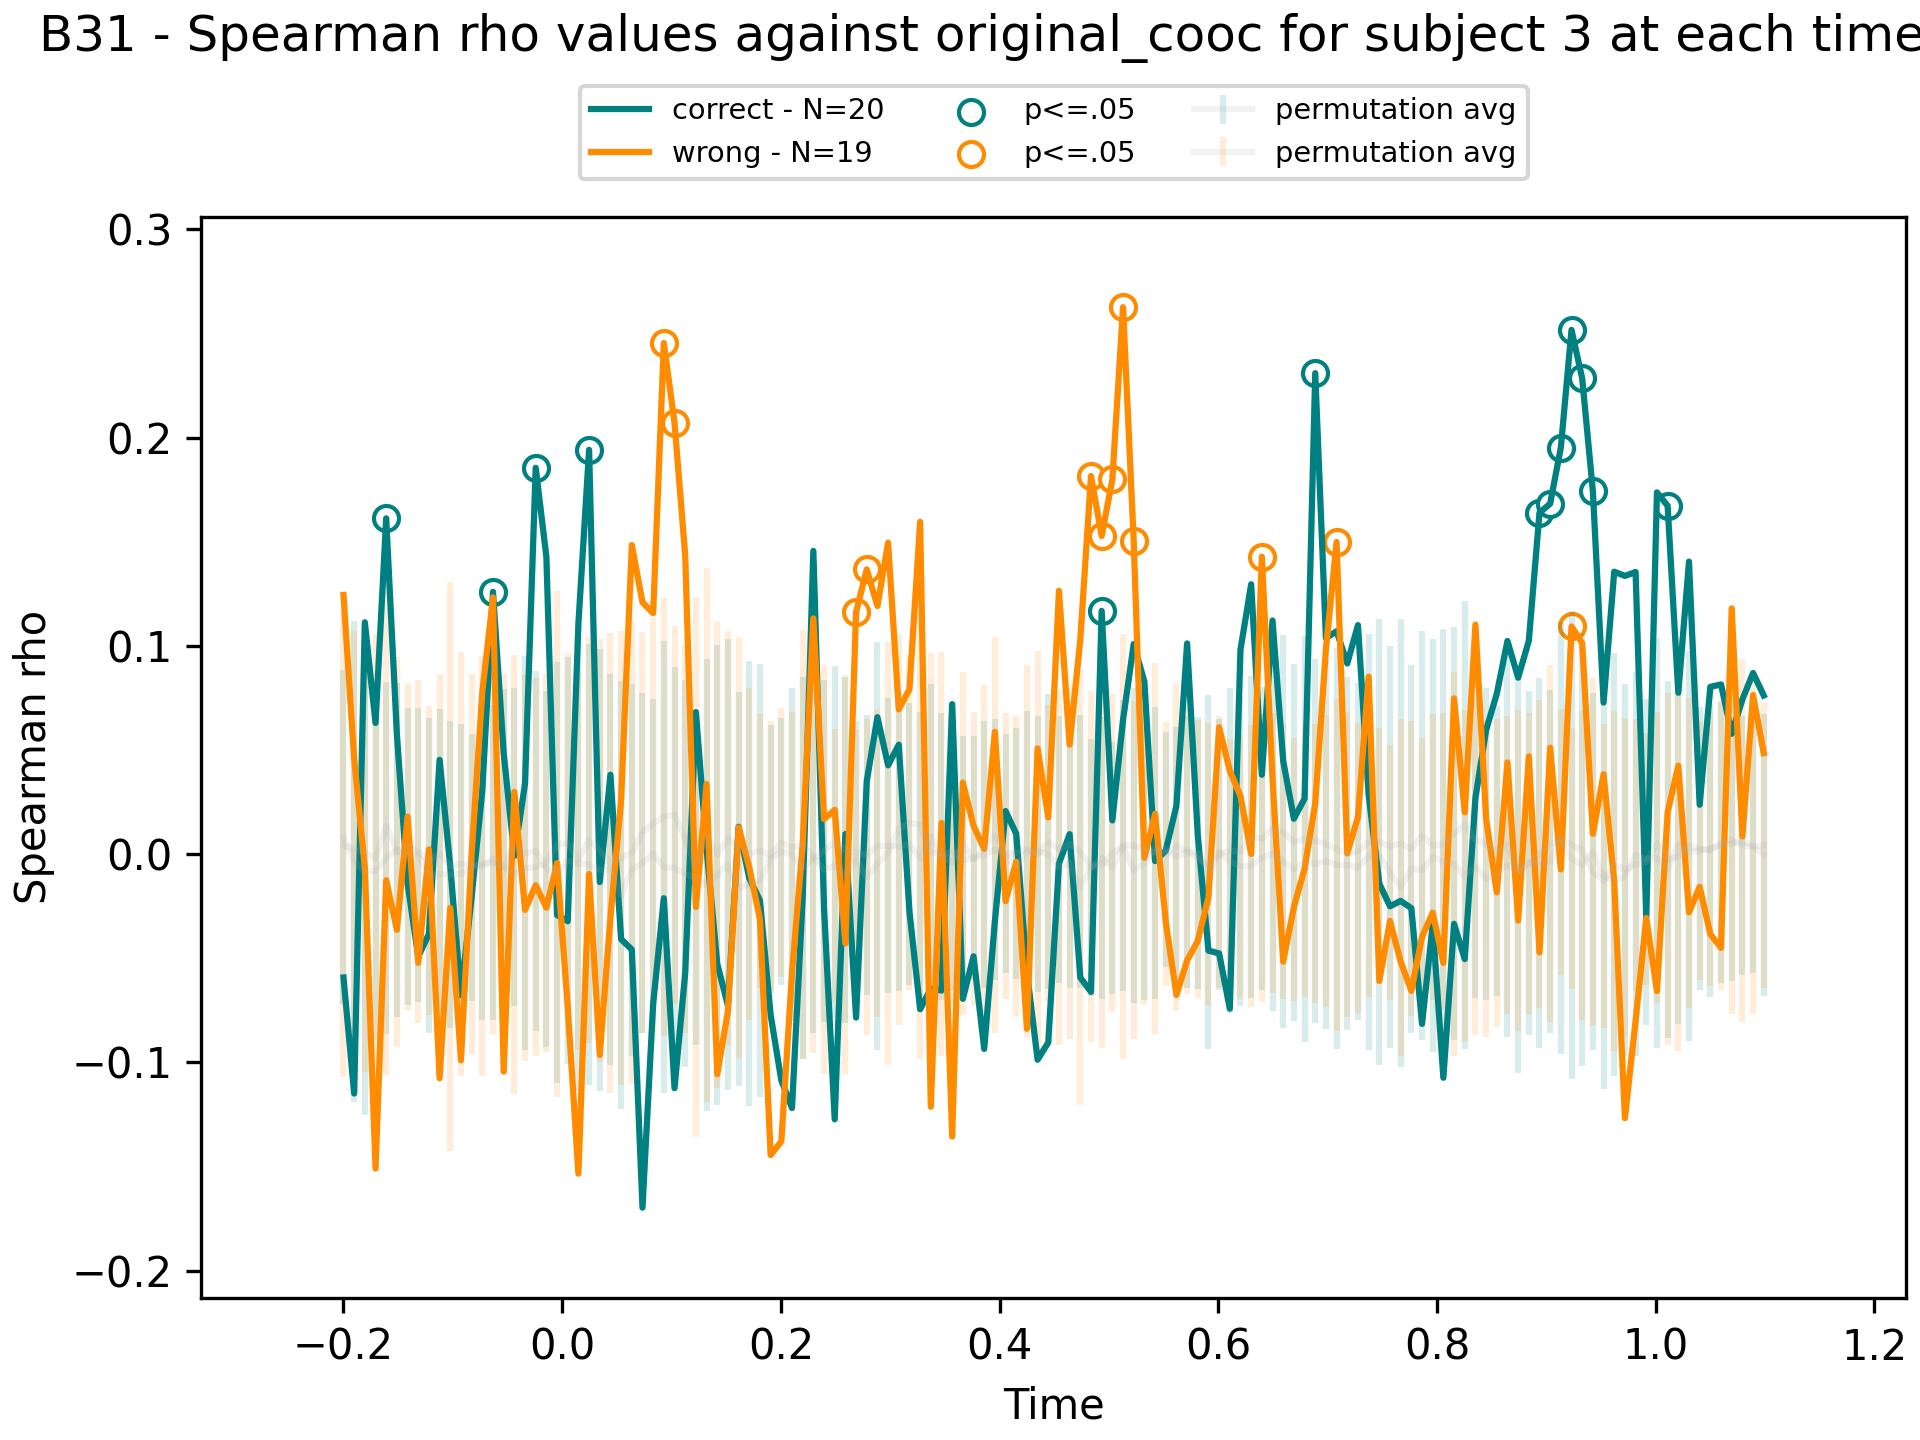 B31 - Spearman rho values against original_cooc for subject 3 at each time
correct - N=20
wrong - N=19
p<=.05
p<=.05
permutation avg
permutation avg
Spearman rho
0.3
0.2
0.1
0.0
−0.1
−0.2
−0.2 0.0 0.2 0.4 0.6 0.8 1.0 1.2
Time